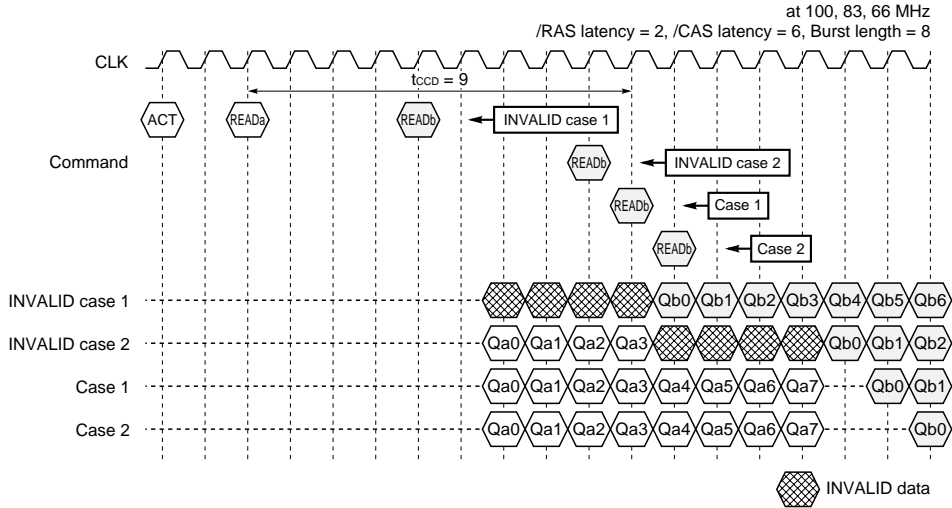 at 100, 83, 66 MHz
/RAS latency = 2, /CAS latency = 6, Burst length = 8
CLK
tCCD = 9
ACT READa READb INVALID case 1
Command READb INVALID case 2
READb Case 1
READb Case 2
INVALID case 1 Qb0 Qb1 Qb2 Qb3 Qb4 Qb5 Qb6
INVALID case 2 Qa0 Qa1 Qa2 Qa3 Qb0 Qb1 Qb2
Case 1 Qa0 Qa1 Qa2 Qa3 Qa4 Qa5 Qa6 Qa7 Qb0 Qb1
Case 2 Qa0 Qa1 Qa2 Qa3 Qa4 Qa5 Qa6 Qa7 Qb0
INVALID data